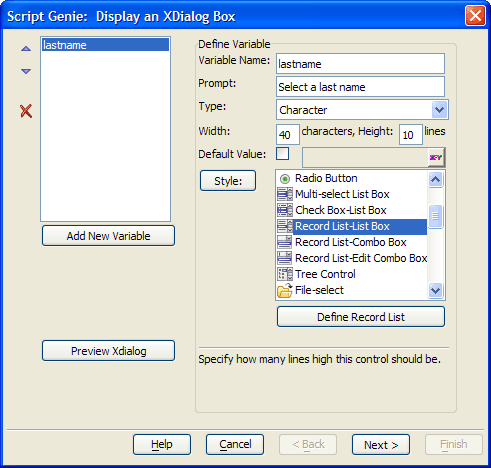 Script Genie: Display an XDialog Box
lastname
Add New Variable
Preview Xdialog
Define Variable
Variable Name: lastname
Prompt: Select a last name
Type: Character
Width: 40 characters, Height: 10 lines
Default Value:
X=Y
Style:
Radio Button
Multi-select List Box
Check Box-List Box
Record List-List Box
Record List-Combo Box
Record List-Edit Combo Box
Tree Control
File-select
Define Record List
Specify how many lines high this control should be.
Help Cancel < Back Next > Finish